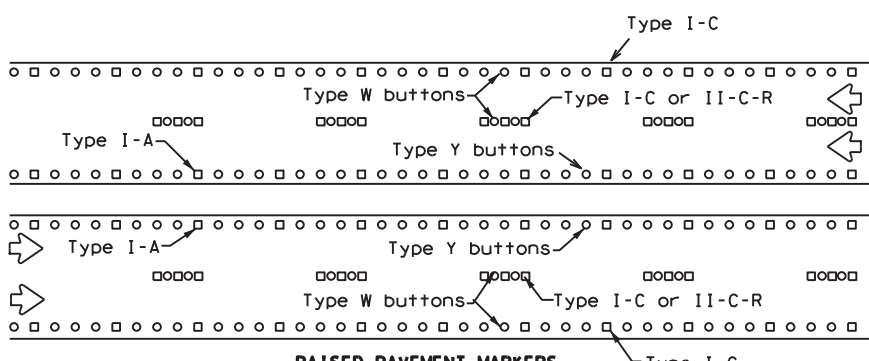 Type I-C
Type W buttons
Type I-C or II-C-R
Type I-A
Type Y buttons
Type I-A
Type Y buttons
Type W buttons
Type I-C or II-C-R
RAISED PAVEMENT MARKERS
Type I-C